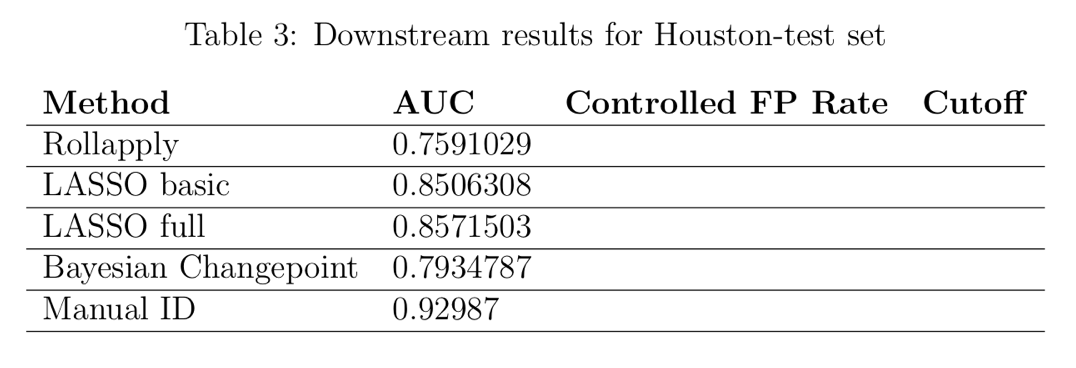 Table 3: Downstream results for Houston-test set
Method AUC Controlled FP Rate Cutoff
Rollapply 0.7591029
LASSO basic 0.8506308
LASSO full 0.8571503
Bayesian Changepoint 0.7934787
Manual ID 0.92987